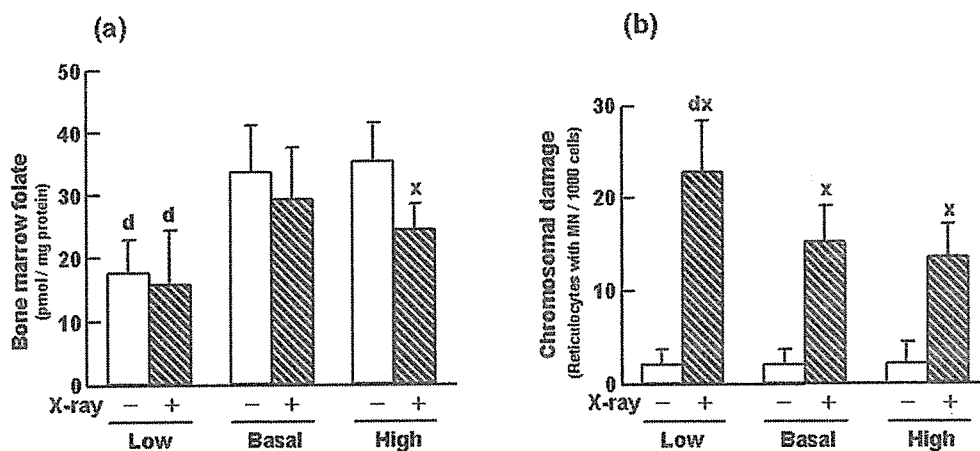 (a)
50
40
30
20
10
0
Bone marrow folate
(pmol / mg protein)
d d
x
X-ray − + − + − +
Low Basal High
(b)
30
20
10
0
Chromosomal damage
(Reticulocytes with MN / 1000 cells)
dx
x
x
X-ray − + − + − +
Low Basal High